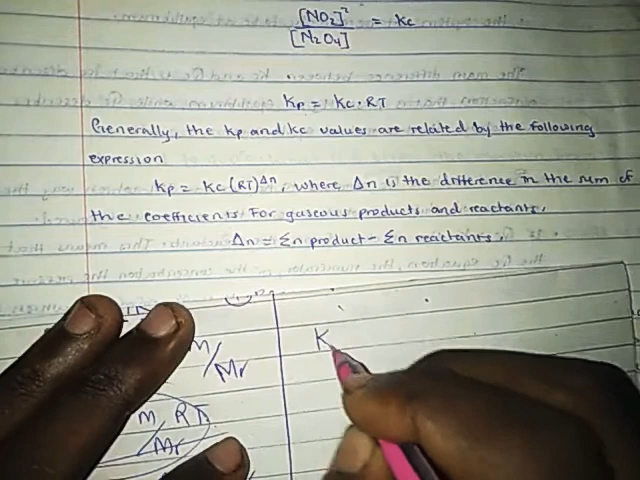 [NO₂]² = Kc
[N₂O₄]
Kp = Kc·RT
Generally, the Kp and Kc values are related by the following
expression
Kp = Kc(RT)^Δn, where Δn is the difference in the sum of
the coefficients for gaseous products and reactants.
Δn = Σn product - Σn reactants.
M/Mr
K
M/Mr RT